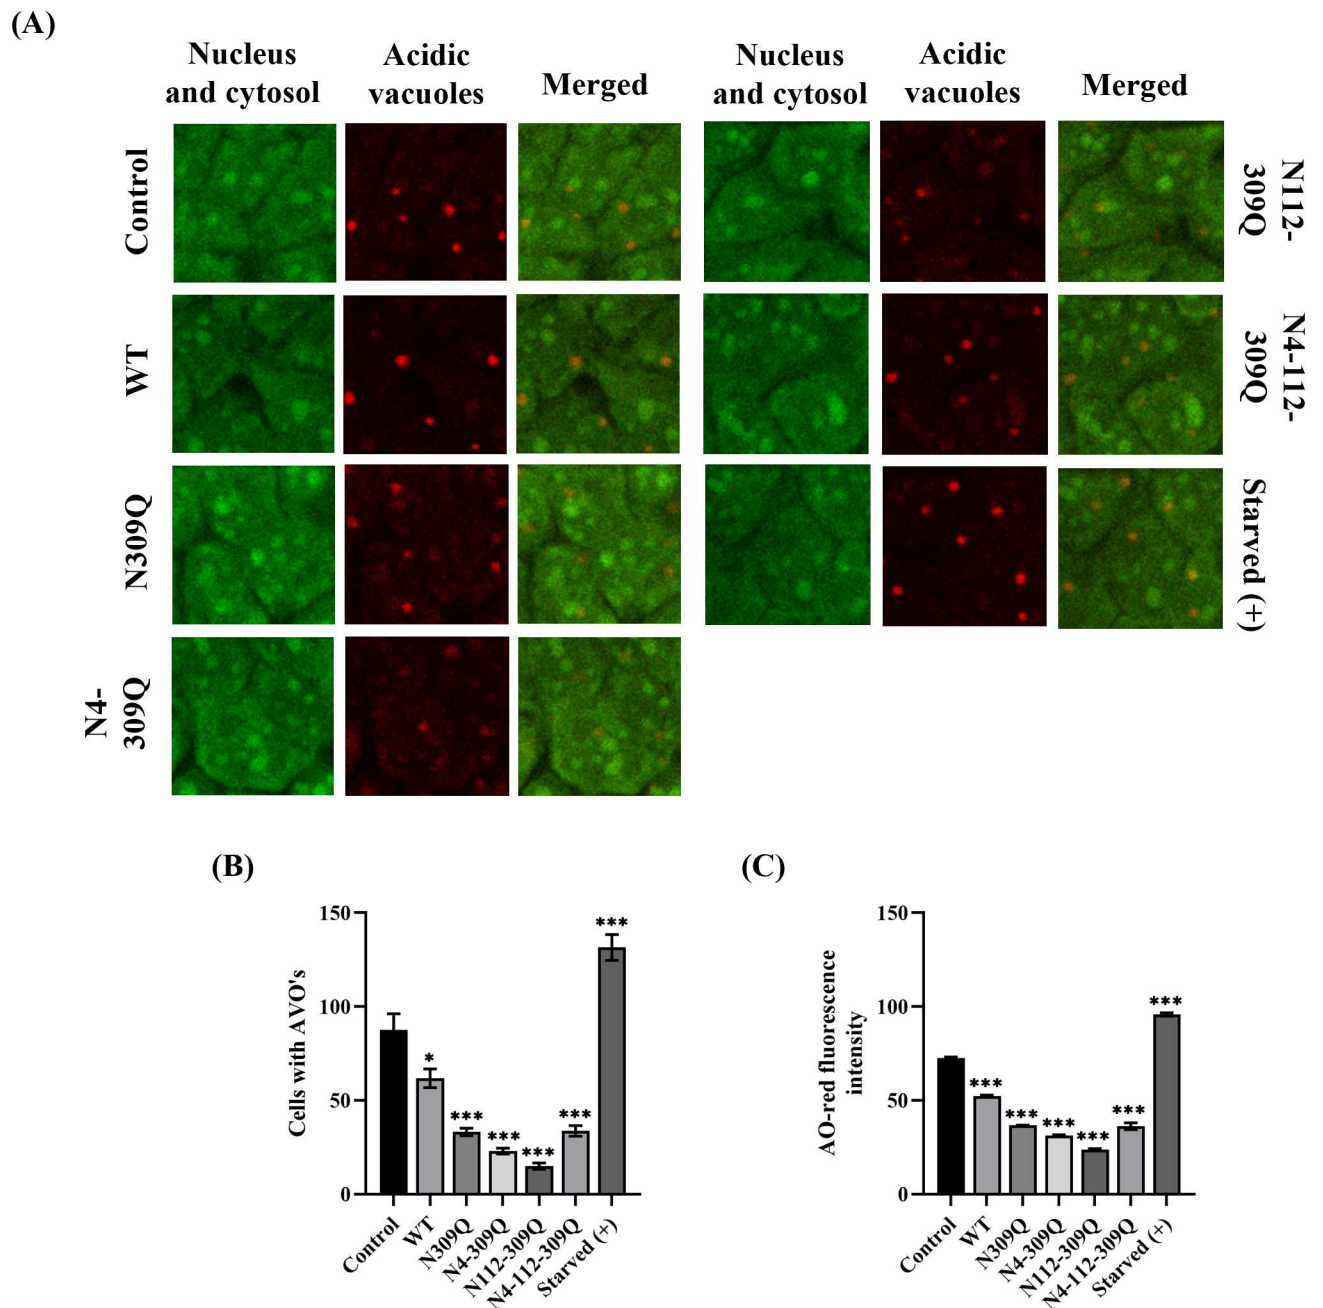 (A)
Nucleus
and cytosol
Acidic
vacuoles
Merged
Nucleus
and cytosol
Acidic
vacuoles
Merged
Control
WT
N309Q
N4-
309Q
N112-
309Q
N4-112-
309Q
Starved (+)
(B)
Cells with AVO's
150
100
50
0
*
***
***
***
***
***
Control
WT
N309Q
N4-309Q
N112-309Q
N4-112-309Q
Starved (+)
(C)
AO-red fluorescence
intensity
150
100
50
0
***
***
***
***
***
***
Control
WT
N309Q
N4-309Q
N112-309Q
N4-112-309Q
Starved (+)